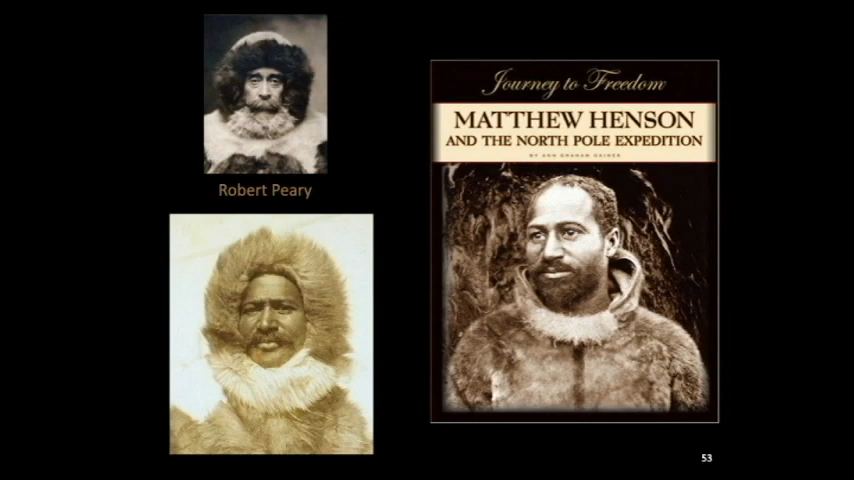 Robert Peary
Journey to Freedom
MATTHEW HENSON
AND THE NORTH POLE EXPEDITION
BY ANN GRAHAM GAINES
53